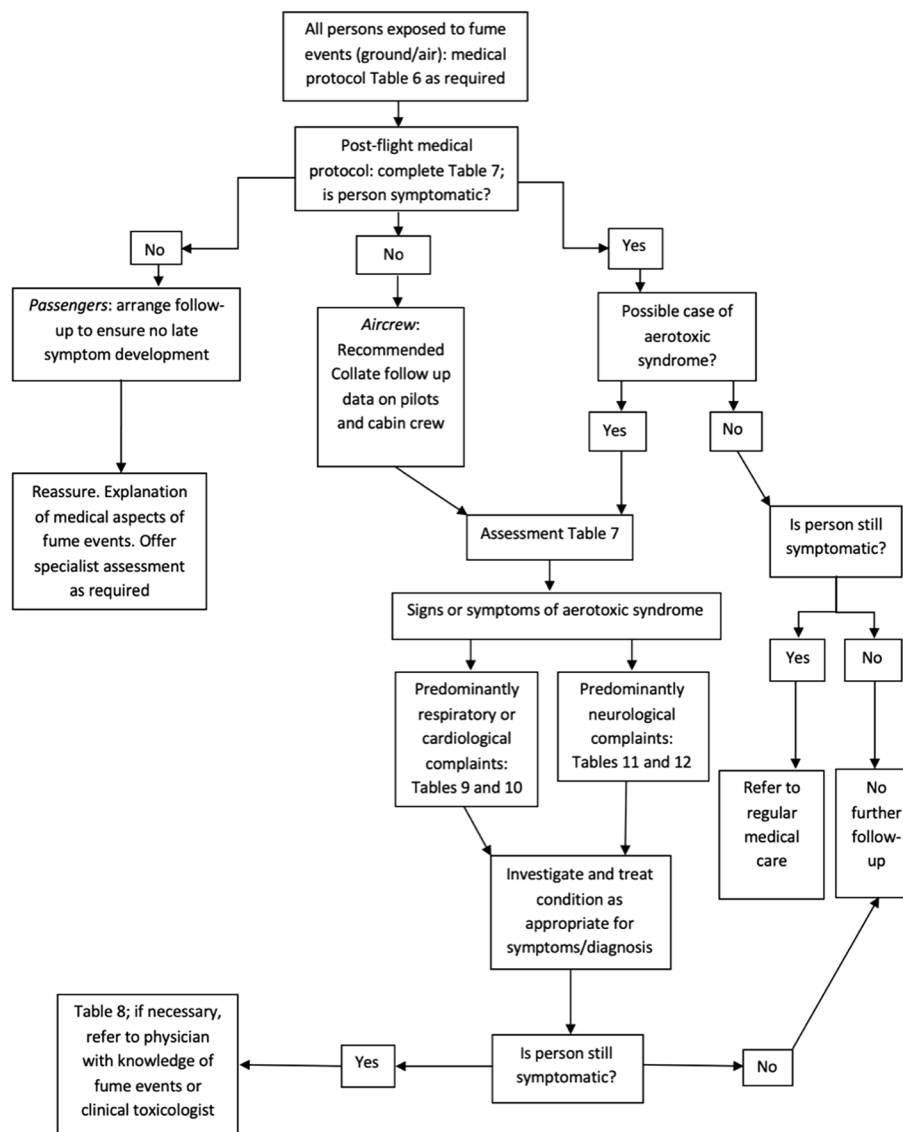 All persons exposed to fume
events (ground/air): medical
protocol Table 6 as required
Post-flight medical
protocol: complete Table 7;
is person symptomatic?
No
No
Yes
Passengers: arrange follow-
up to ensure no late
symptom development
Aircrew:
Recommended
Collate follow up
data on pilots
and cabin crew
Possible case of
aerotoxic
syndrome?
Yes
No
Reassure. Explanation
of medical aspects of
fume events. Offer
specialist assessment
as required
Assessment Table 7
Is person still
symptomatic?
Signs or symptoms of aerotoxic syndrome
Yes
No
Predominantly
respiratory or
cardiological
complaints:
Tables 9 and 10
Predominantly
neurological
complaints:
Tables 11 and 12
Refer to
regular
medical
care
No
further
follow-
up
Investigate and treat
condition as
appropriate for
symptoms/diagnosis
Table 8; if necessary,
refer to physician
with knowledge of
fume events or
clinical toxicologist
Yes
Is person still
symptomatic?
No